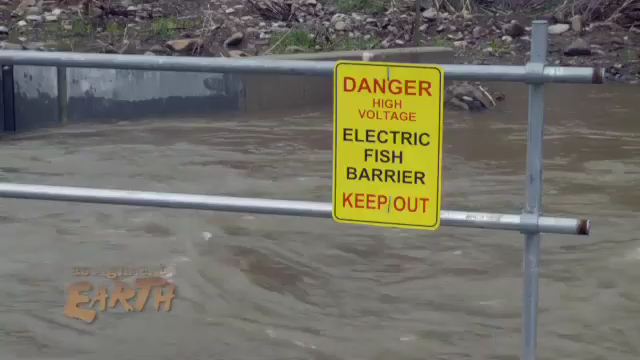 DANGER
HIGH
VOLTAGE
ELECTRIC
FISH
BARRIER
KEEP OUT
EARTH